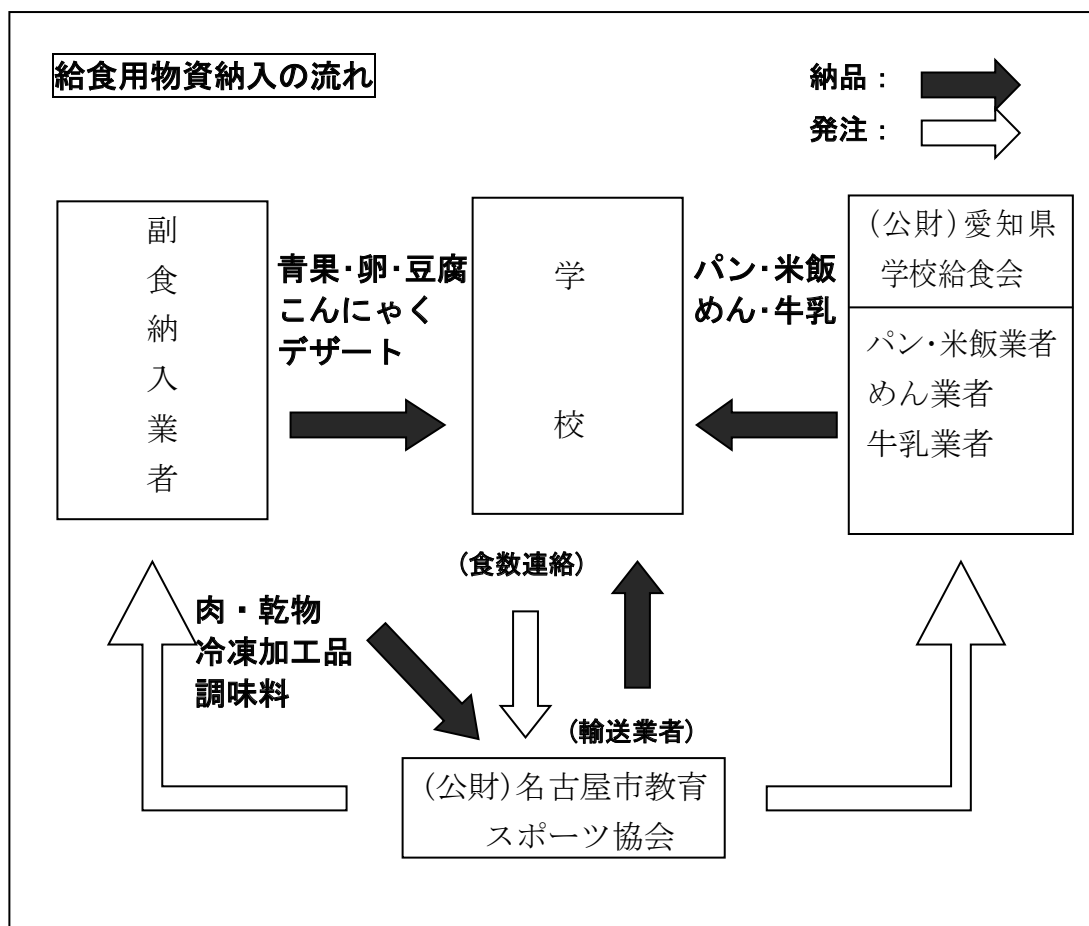 給食用物資納入の流れ
納品：
発注：
副食納入業者
青果・卵・豆腐
こんにゃく
デザート
学校
パン・米飯
めん・牛乳
(公財)愛知県
学校給食会
パン・米飯業者
めん業者
牛乳業者
(食数連絡)
肉・乾物
冷凍加工品
調味料
(輸送業者)
(公財)名古屋市教育
スポーツ協会